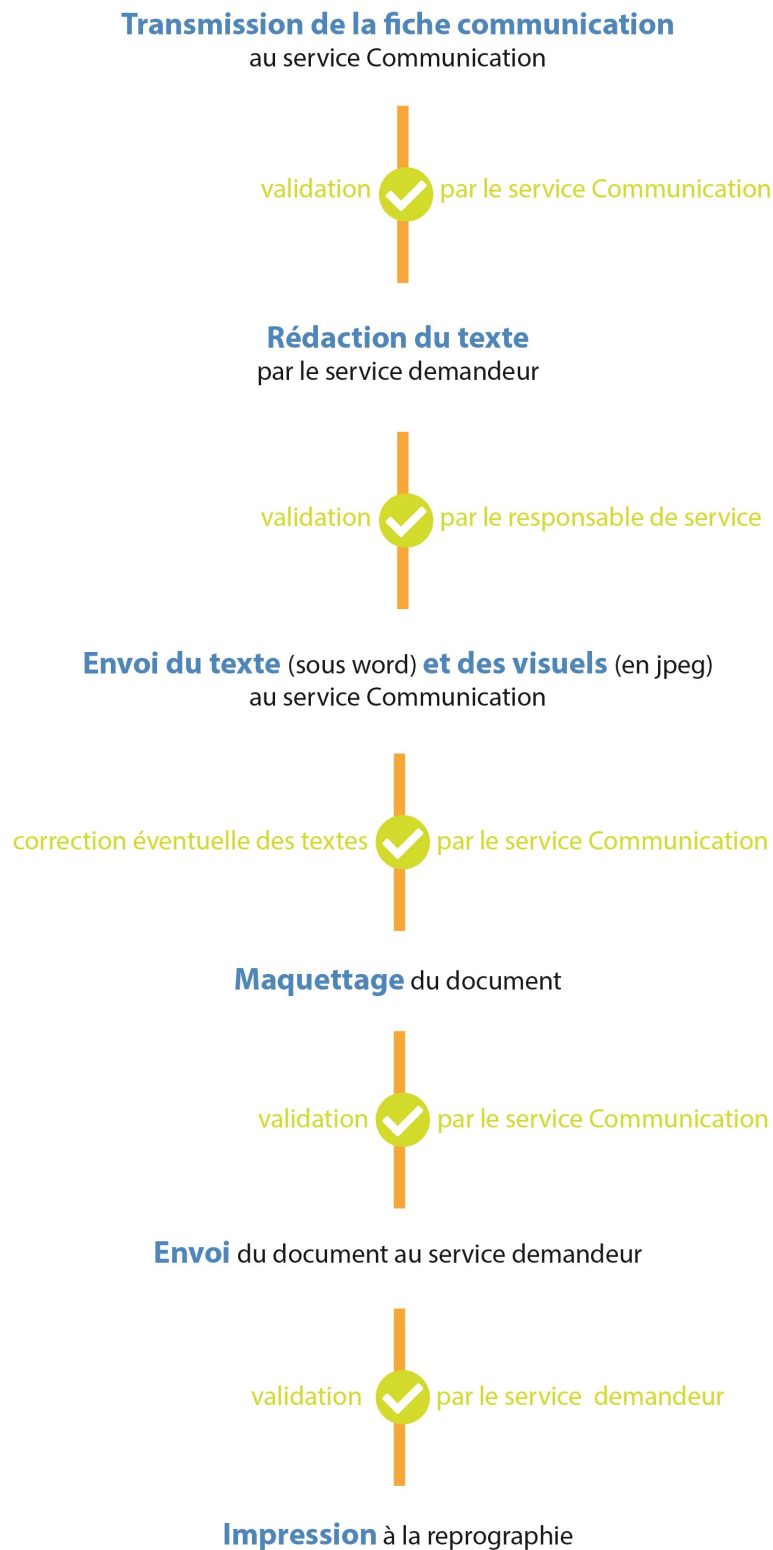 Transmission de la fiche communication
au service Communication
validation par le service Communication
Rédaction du texte
par le service demandeur
validation par le responsable de service
Envoi du texte (sous word) et des visuels (en jpeg)
au service Communication
correction éventuelle des textes par le service Communication
Maquettage du document
validation par le service Communication
Envoi du document au service demandeur
validation par le service demandeur
Impression à la reprographie